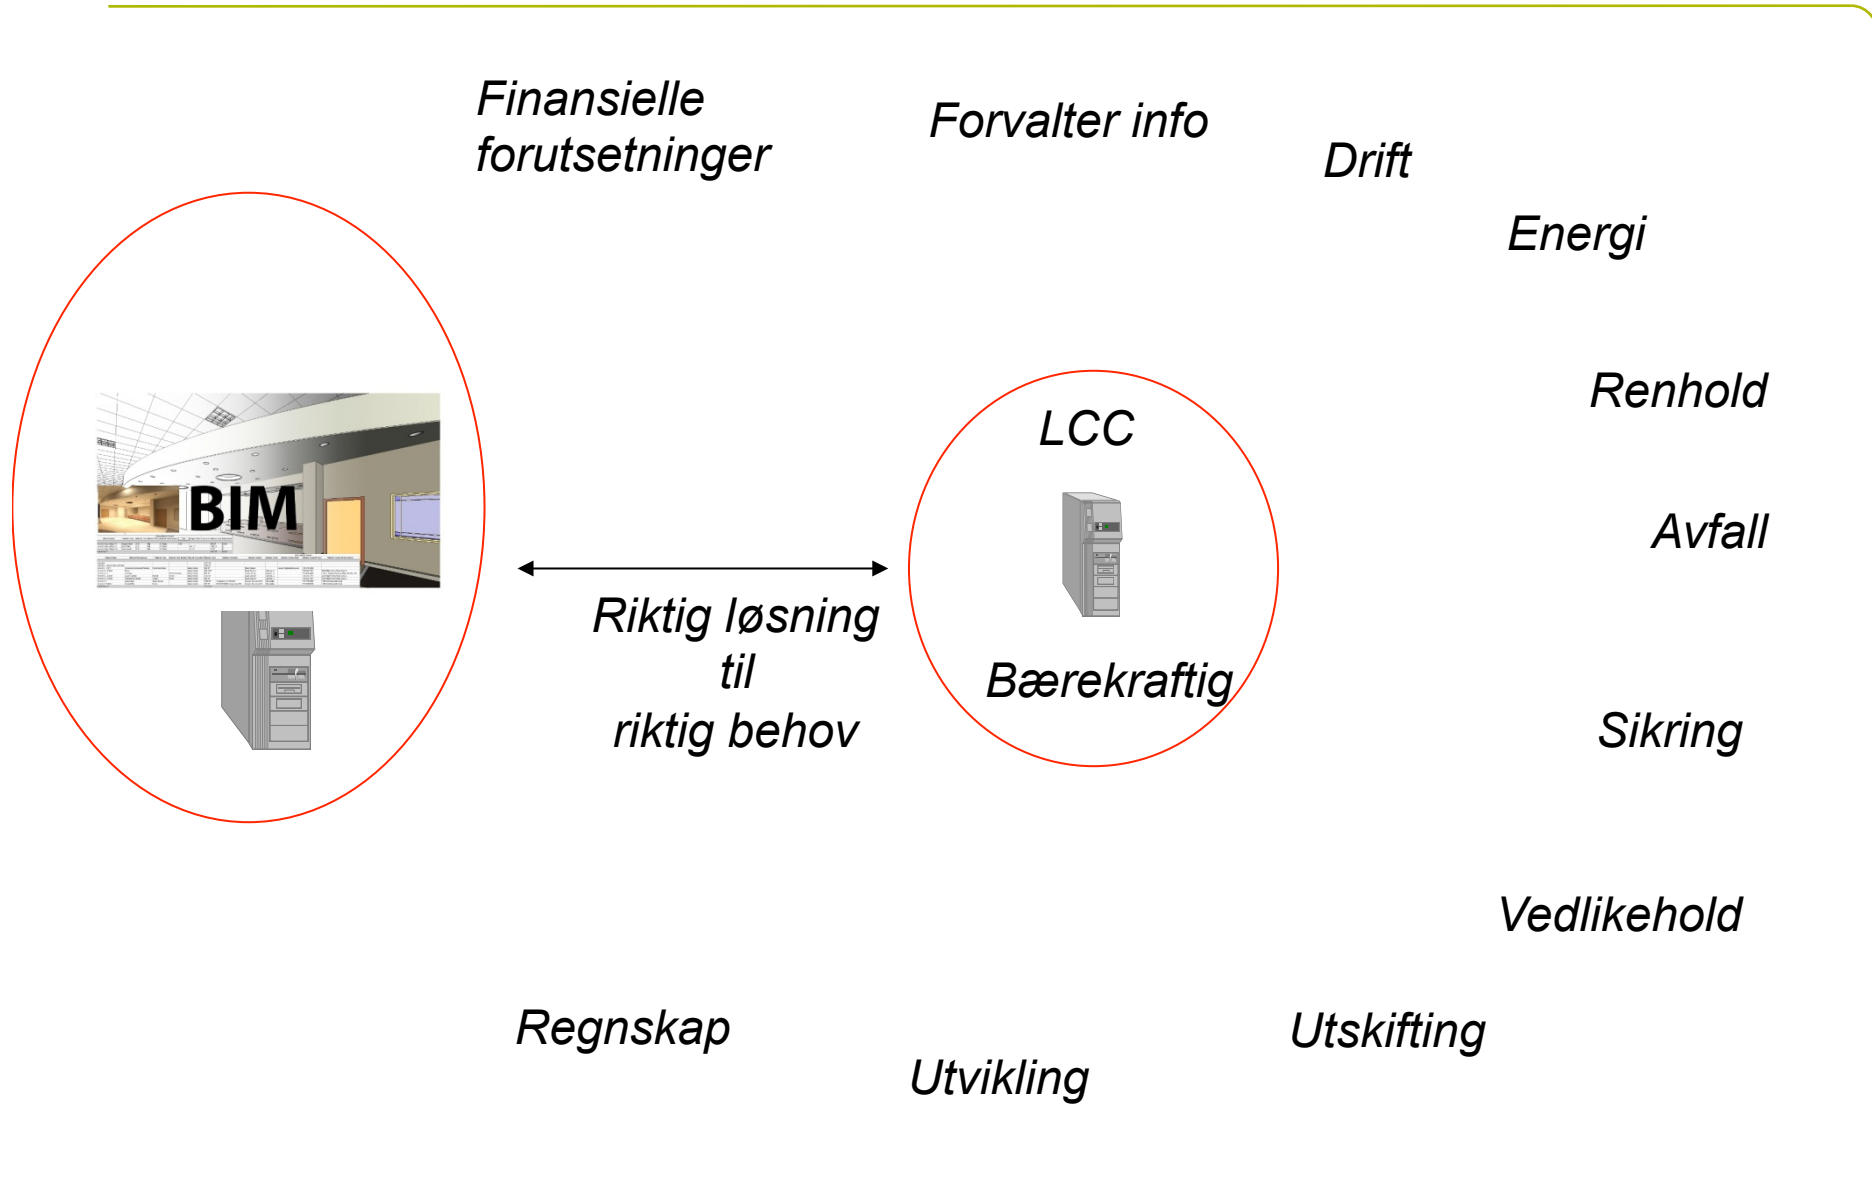 Finansielle
forutsetninger
Forvalter info
Drift
Energi
Renhold
LCC
BIM
Avfall
Riktig løsning
til
riktig behov
Bærekraftig
Sikring
Vedlikehold
Regnskap
Utskifting
Utvikling